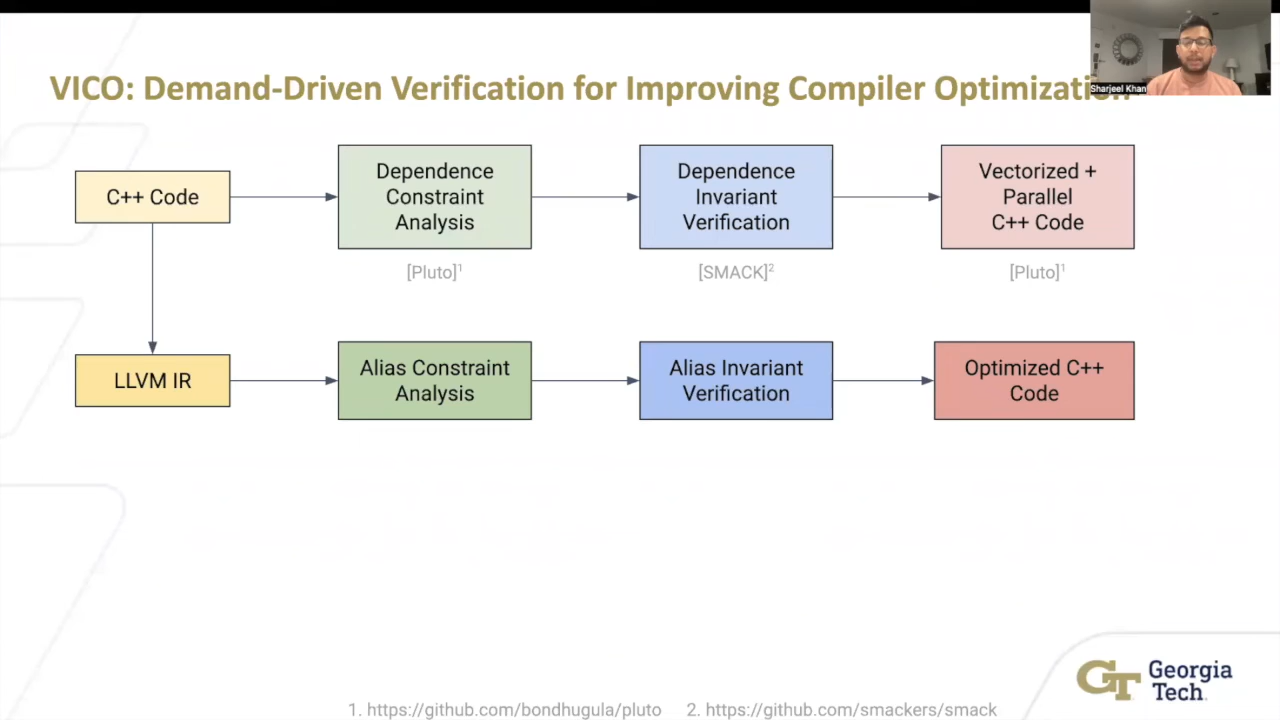 VICO: Demand-Driven Verification for Improving Compiler Optimization
Sharjeel Khan
C++ Code
Dependence
Constraint
Analysis
Dependence
Invariant
Verification
Vectorized +
Parallel
C++ Code
[Pluto]1
[SMACK]2
[Pluto]1
LLVM IR
Alias Constraint
Analysis
Alias Invariant
Verification
Optimized C++
Code
GT
Georgia
Tech
1. https://github.com/bondhugula/pluto
2. https://github.com/smackers/smack